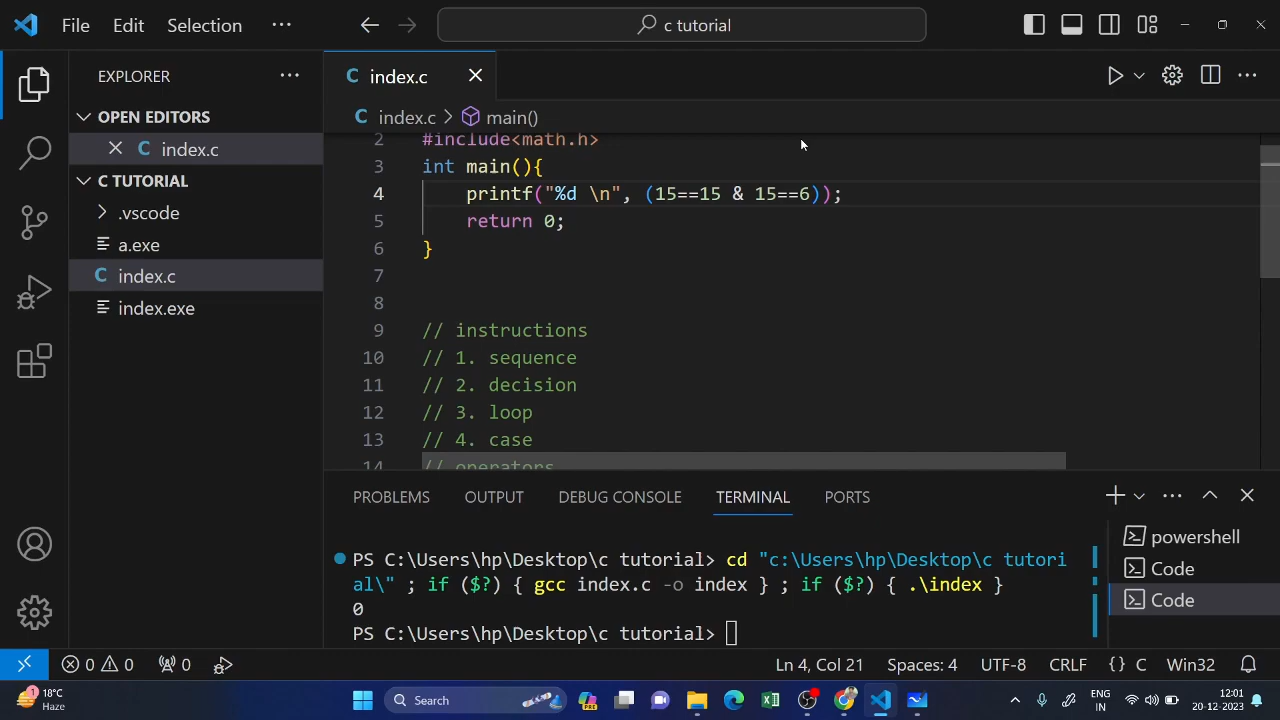 File Edit Selection ··· c tutorial
EXPLORER ···
OPEN EDITORS
C index.c
C TUTORIAL
.vscode
a.exe
C index.c
index.exe
C index.c
C index.c > main()
2 #include<math.h>
3 int main(){
4 printf("%d \n", (15==15 & 15==6));
5 return 0;
6 }
7
8
9 // instructions
10 // 1. sequence
11 // 2. decision
12 // 3. loop
13 // 4. case
14 // operators
PROBLEMS OUTPUT DEBUG CONSOLE TERMINAL PORTS
PS C:\Users\hp\Desktop\c tutorial> cd "c:\Users\hp\Desktop\c tutori
al\" ; if ($?) { gcc index.c -o index } ; if ($?) { .\index }
0
PS C:\Users\hp\Desktop\c tutorial>
powershell
Code
Code
0 0 0 Ln 4, Col 21 Spaces: 4 UTF-8 CRLF {} C Win32
1 18°C
Haze
Search
PRE
ENG
IN
12:01
20-12-2023